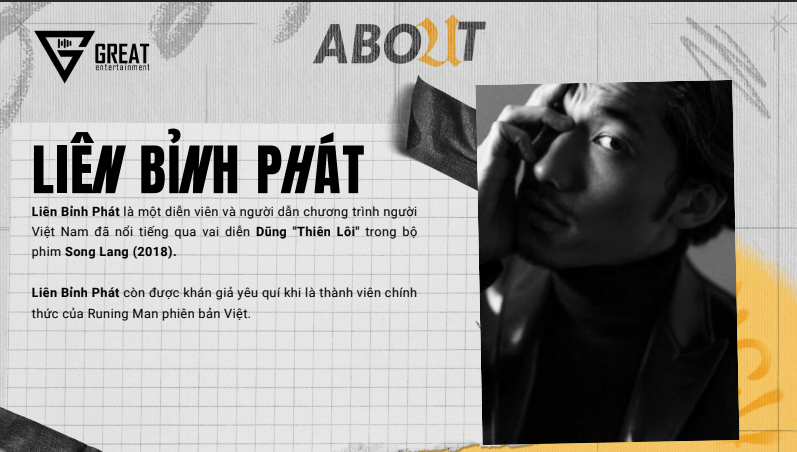 GREAT
entertainment
ABOUT
LIÊN BỈNH PHÁT
Liên Bỉnh Phát là một diễn viên và người dẫn chương trình người
Việt Nam đã nổi tiếng qua vai diễn Dũng "Thiên Lôi" trong bộ
phim Song Lang (2018).
Liên Bỉnh Phát còn được khán giả yêu quí khi là thành viên chính
thức của Runing Man phiên bản Việt.